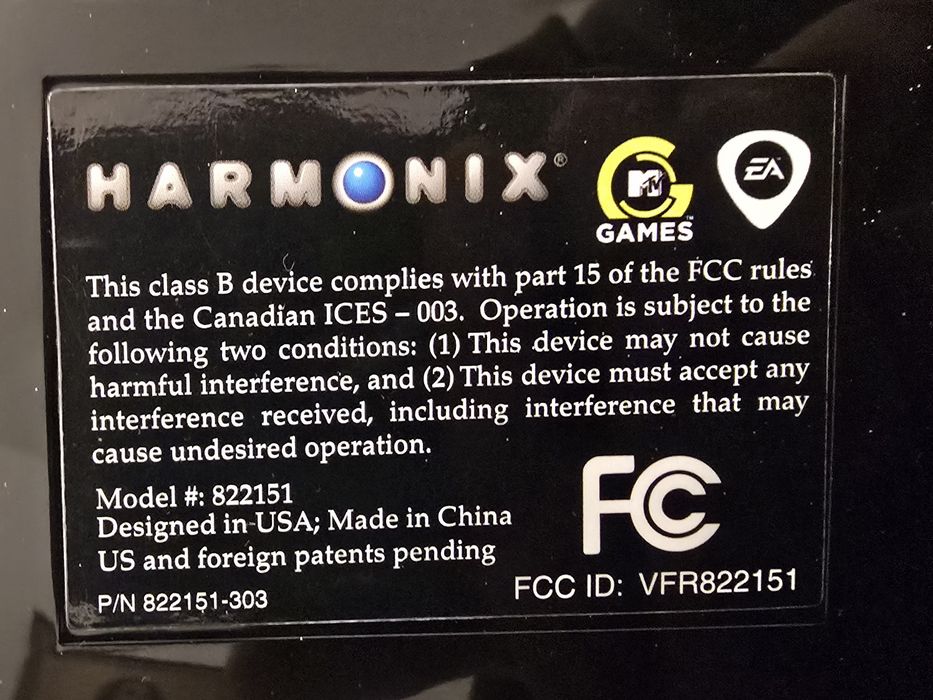 HARMONIX®
MTV
GAMES™
EA
This class B device complies with part 15 of the FCC rules
and the Canadian ICES – 003. Operation is subject to the
following two conditions: (1) This device may not cause
harmful interference, and (2) This device must accept any
interference received, including interference that may
cause undesired operation.
Model #: 822151
Designed in USA; Made in China
US and foreign patents pending
P/N 822151-303
FC
FCC ID: VFR822151